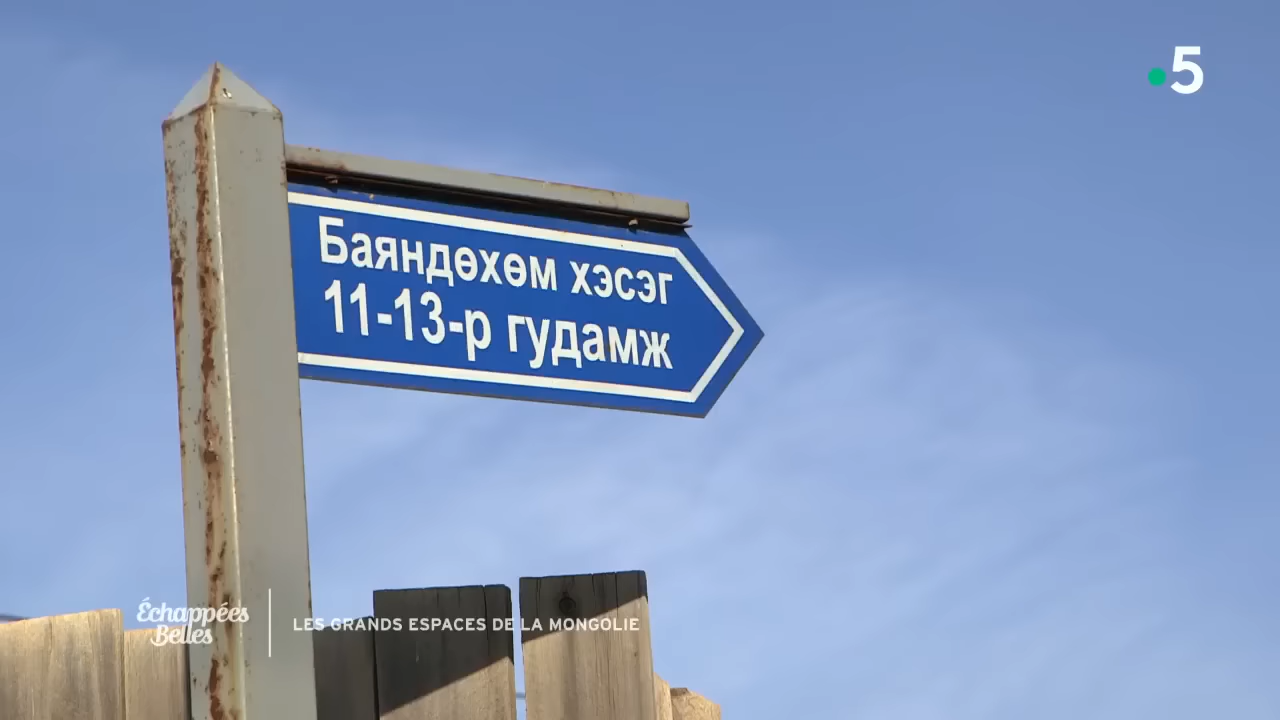 5
Баяндөхөм хэсэг
11-13-р гудамж
Échappées
Belles
LES GRANDS ESPACES DE LA MONGOLIE